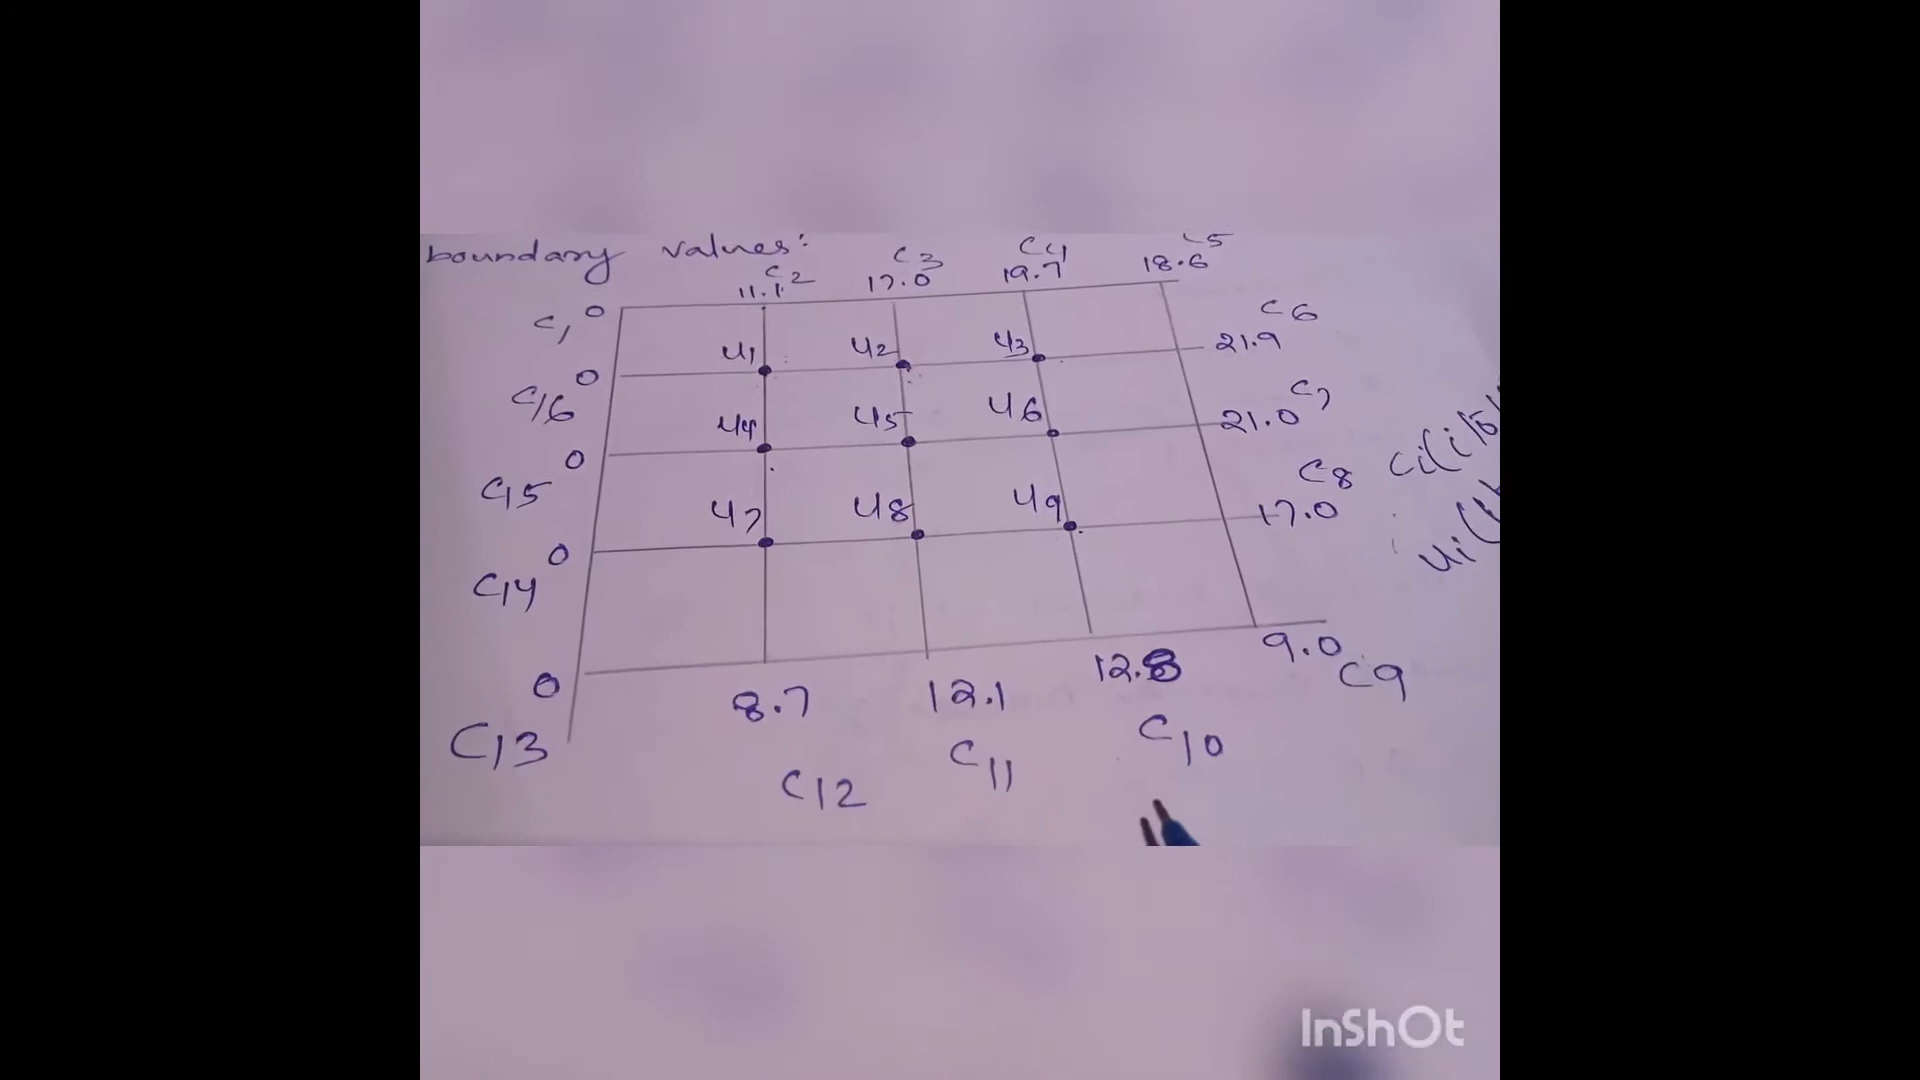 boundary values:
C2 C3 C4 C5
11.1 17.0 19.7 18.6
C1 0
C6
u1 u2 u3 21.9
0
C16
C7
u4 u5 u6 21.0
0
C15
C8
u7 u8 u9 17.0
0
C14
0 8.7 12.1 12.8 9.0
C13 C12 C11 C10 C9
InShOt